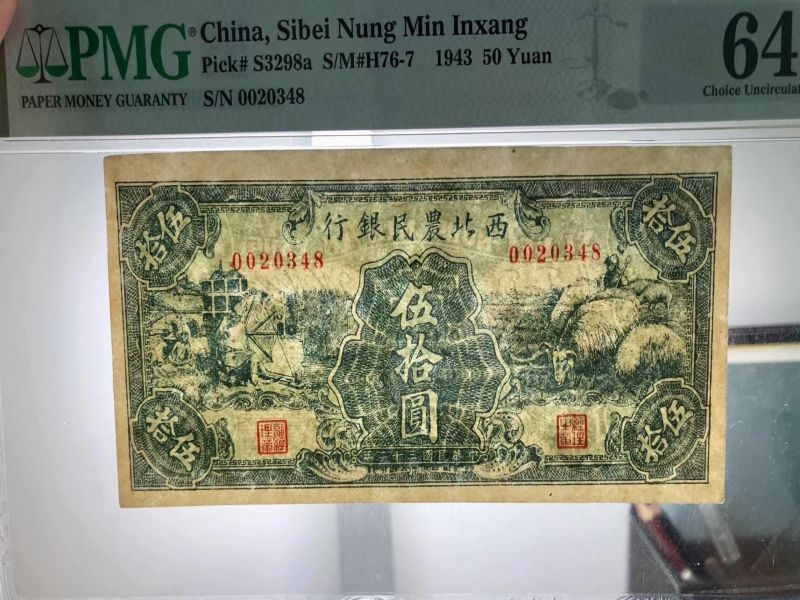 PMG® China, Sibei Nung Min Inxang
Pick# S3298a S/M#H76-7 1943 50 Yuan
PAPER MONEY GUARANTY S/N 0020348
64
Choice Uncirculat
行銀民農北西
伍拾
拾伍
0020348
0020348
伍拾圓
拾伍
伍拾